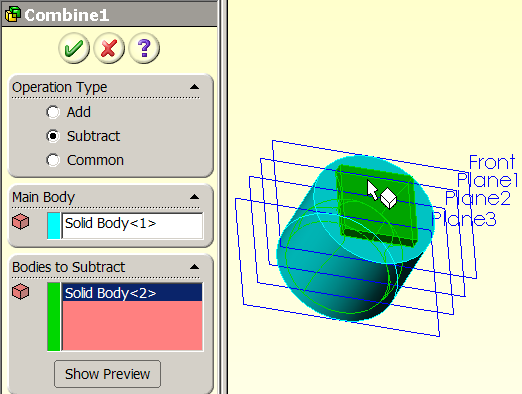 Combine1
Operation Type
Add
Subtract
Common
Main Body
Solid Body<1>
Bodies to Subtract
Solid Body<2>
Show Preview
Front
Plane1
Plane2
Plane3